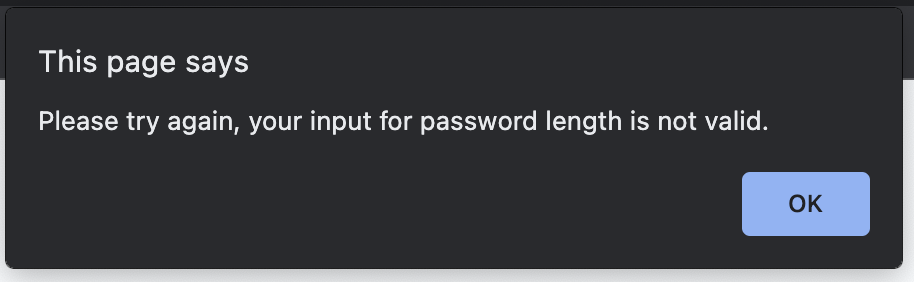 This page says
Please try again, your input for password length is not valid.
OK